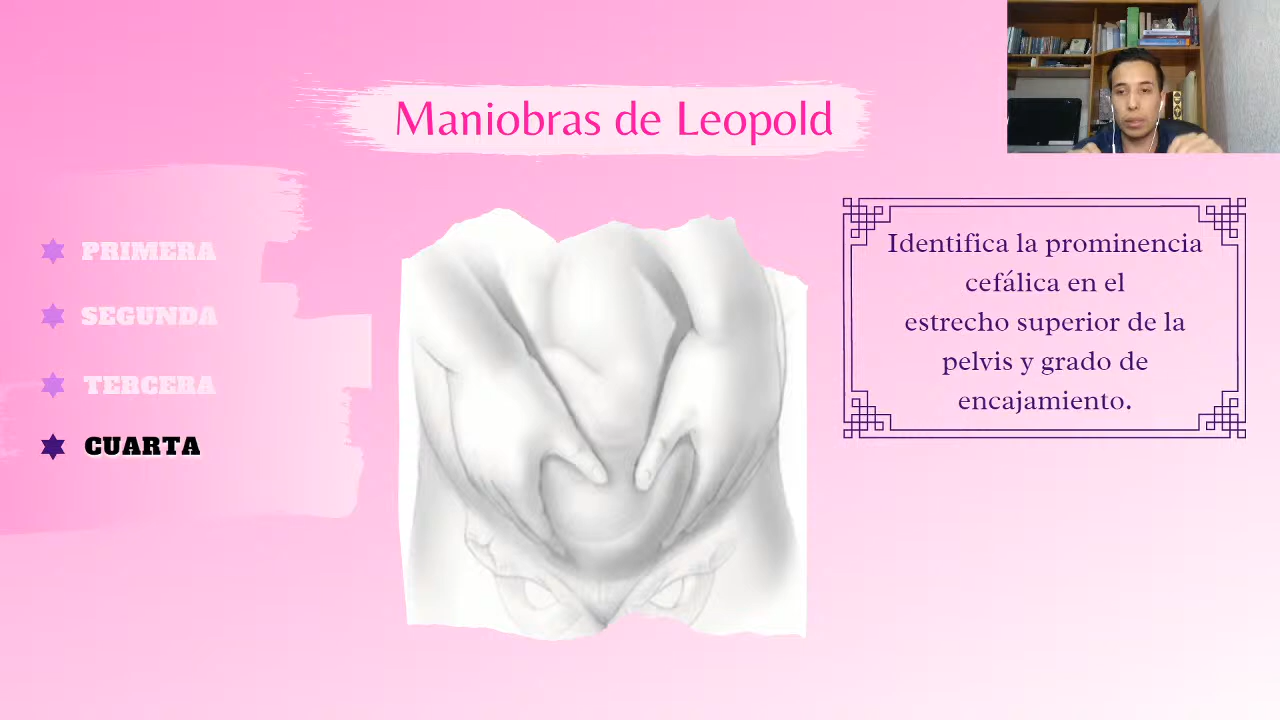 Maniobras de Leopold
PRIMERA
SEGUNDA
TERCERA
CUARTA
Identifica la prominencia
cefálica en el
estrecho superior de la
pelvis y grado de
encajamiento.